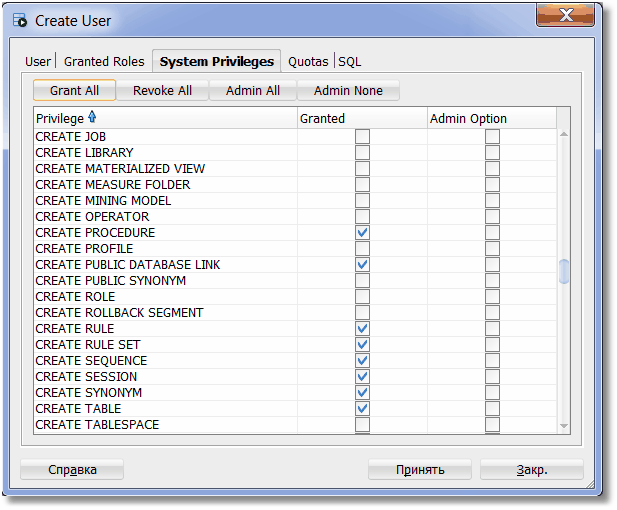 Create User
User Granted Roles System Privileges Quotas SQL
Grant All Revoke All Admin All Admin None
Privilege Granted Admin Option
CREATE JOB
CREATE LIBRARY
CREATE MATERIALIZED VIEW
CREATE MEASURE FOLDER
CREATE MINING MODEL
CREATE OPERATOR
CREATE PROCEDURE
CREATE PROFILE
CREATE PUBLIC DATABASE LINK
CREATE PUBLIC SYNONYM
CREATE ROLE
CREATE ROLLBACK SEGMENT
CREATE RULE
CREATE RULE SET
CREATE SEQUENCE
CREATE SESSION
CREATE SYNONYM
CREATE TABLE
CREATE TABLESPACE
Справка Принять Закр.